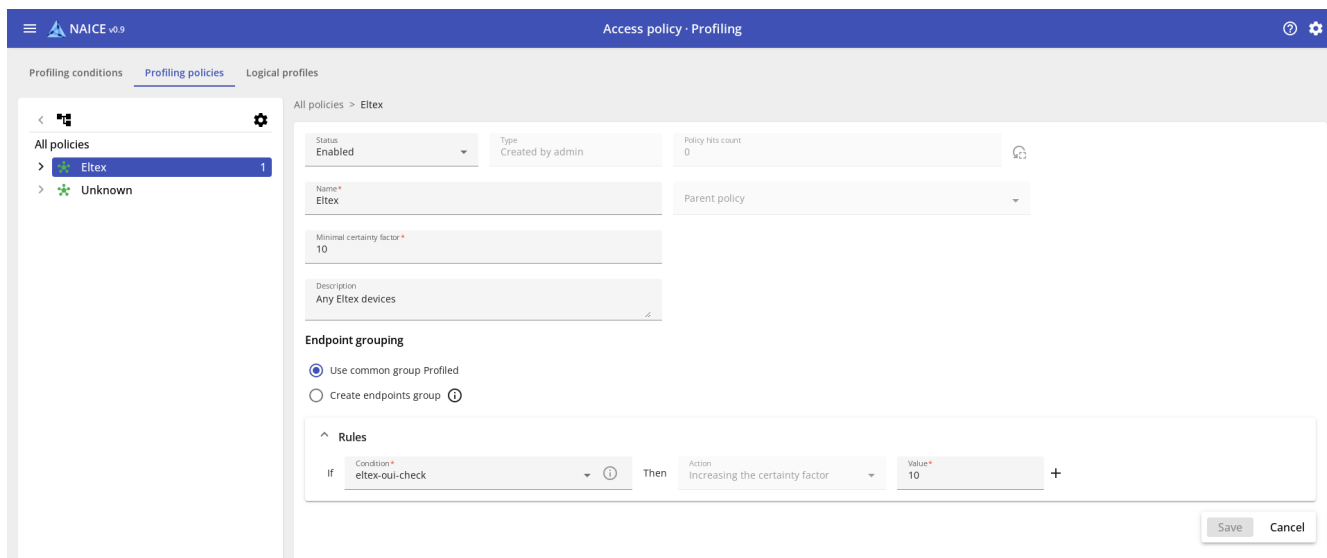 NAICE v0.9
Access policy · Profiling
Profiling conditions Profiling policies Logical profiles
All policies
Eltex 1
Unknown
All policies > Eltex
Status
Enabled
Type
Created by admin
Policy hits count
0
Name*
Eltex
Parent policy
Minimal certainty factor*
10
Description
Any Eltex devices
Endpoint grouping
Use common group Profiled
Create endpoints group
Rules
If
Condition*
eltex-oui-check
Then
Action
Increasing the certainty factor
Value*
10
Save Cancel